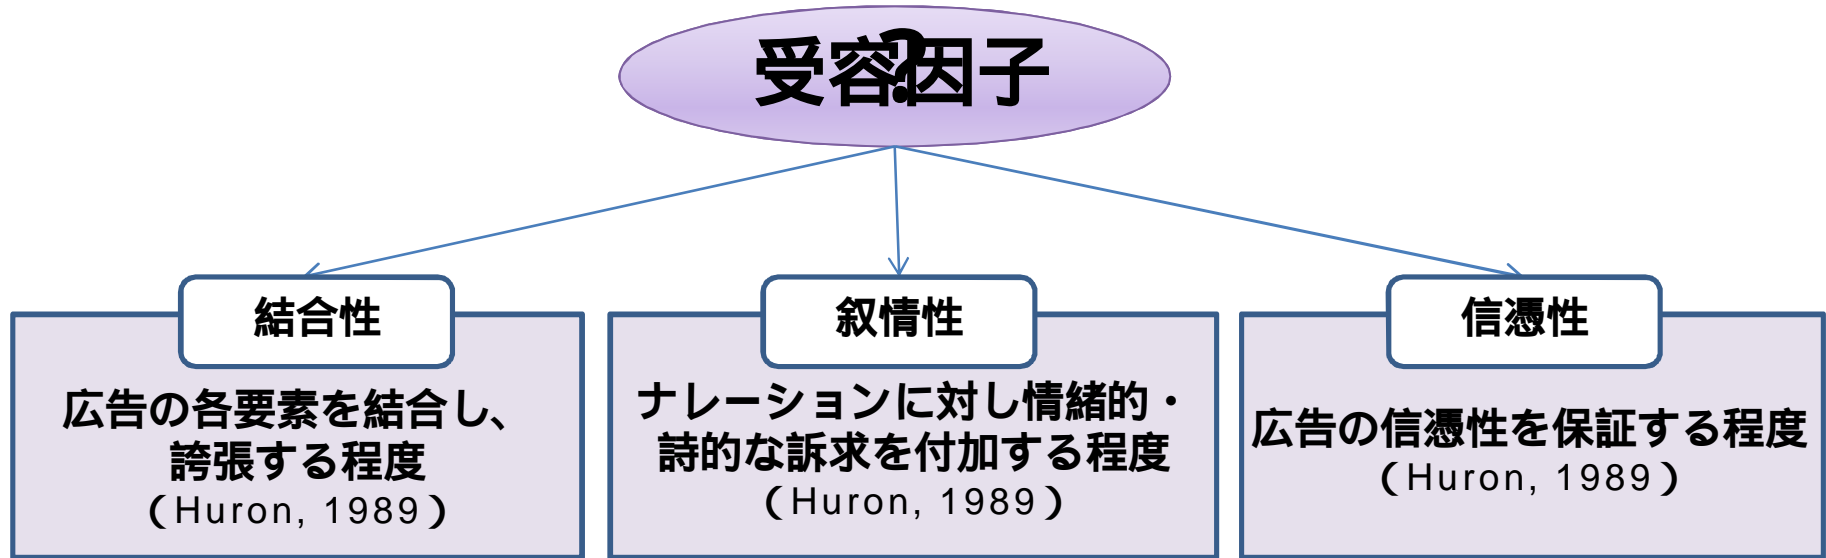 受容因子
?
結合性
広告の各要素を結合し、
誇張する程度
(Huron, 1989)
叙情性
ナレーションに対し情緒的・
詩的な訴求を付加する程度
(Huron, 1989)
信憑性
広告の信憑性を保証する程度
(Huron, 1989)